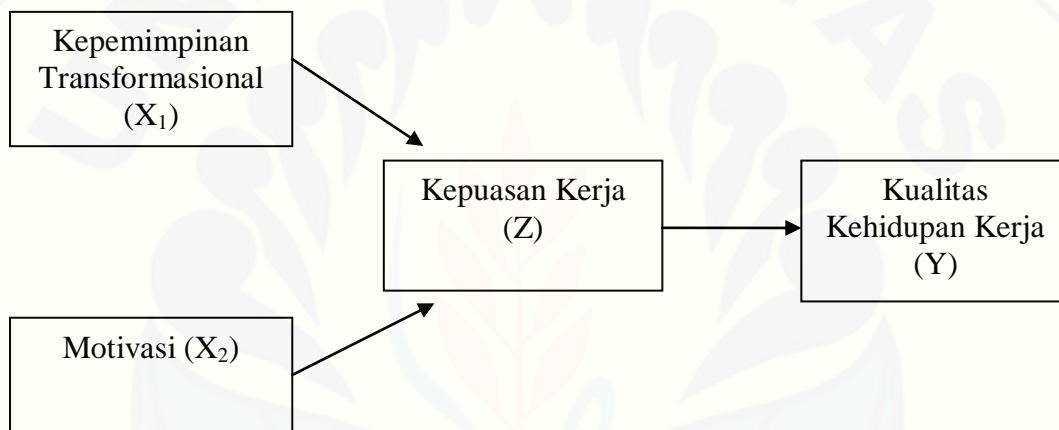 Kepemimpinan
Transformasional
(X₁)
Kepuasan Kerja
(Z)
Kualitas
Kehidupan Kerja
(Y)
Motivasi (X₂)